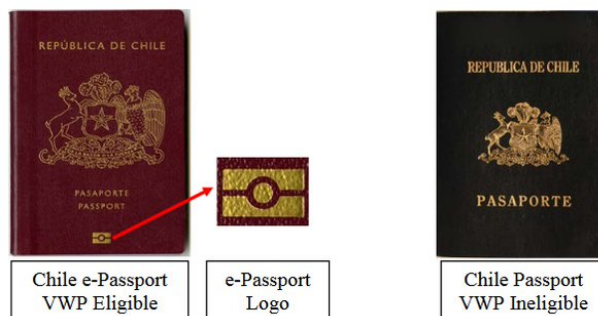 REPÚBLICA DE CHILE
PASAPORTE
PASSPORT
Chile e-Passport
VWP Eligible
e-Passport
Logo
REPUBLICA DE CHILE
PASAPORTE
Chile Passport
VWP Ineligible